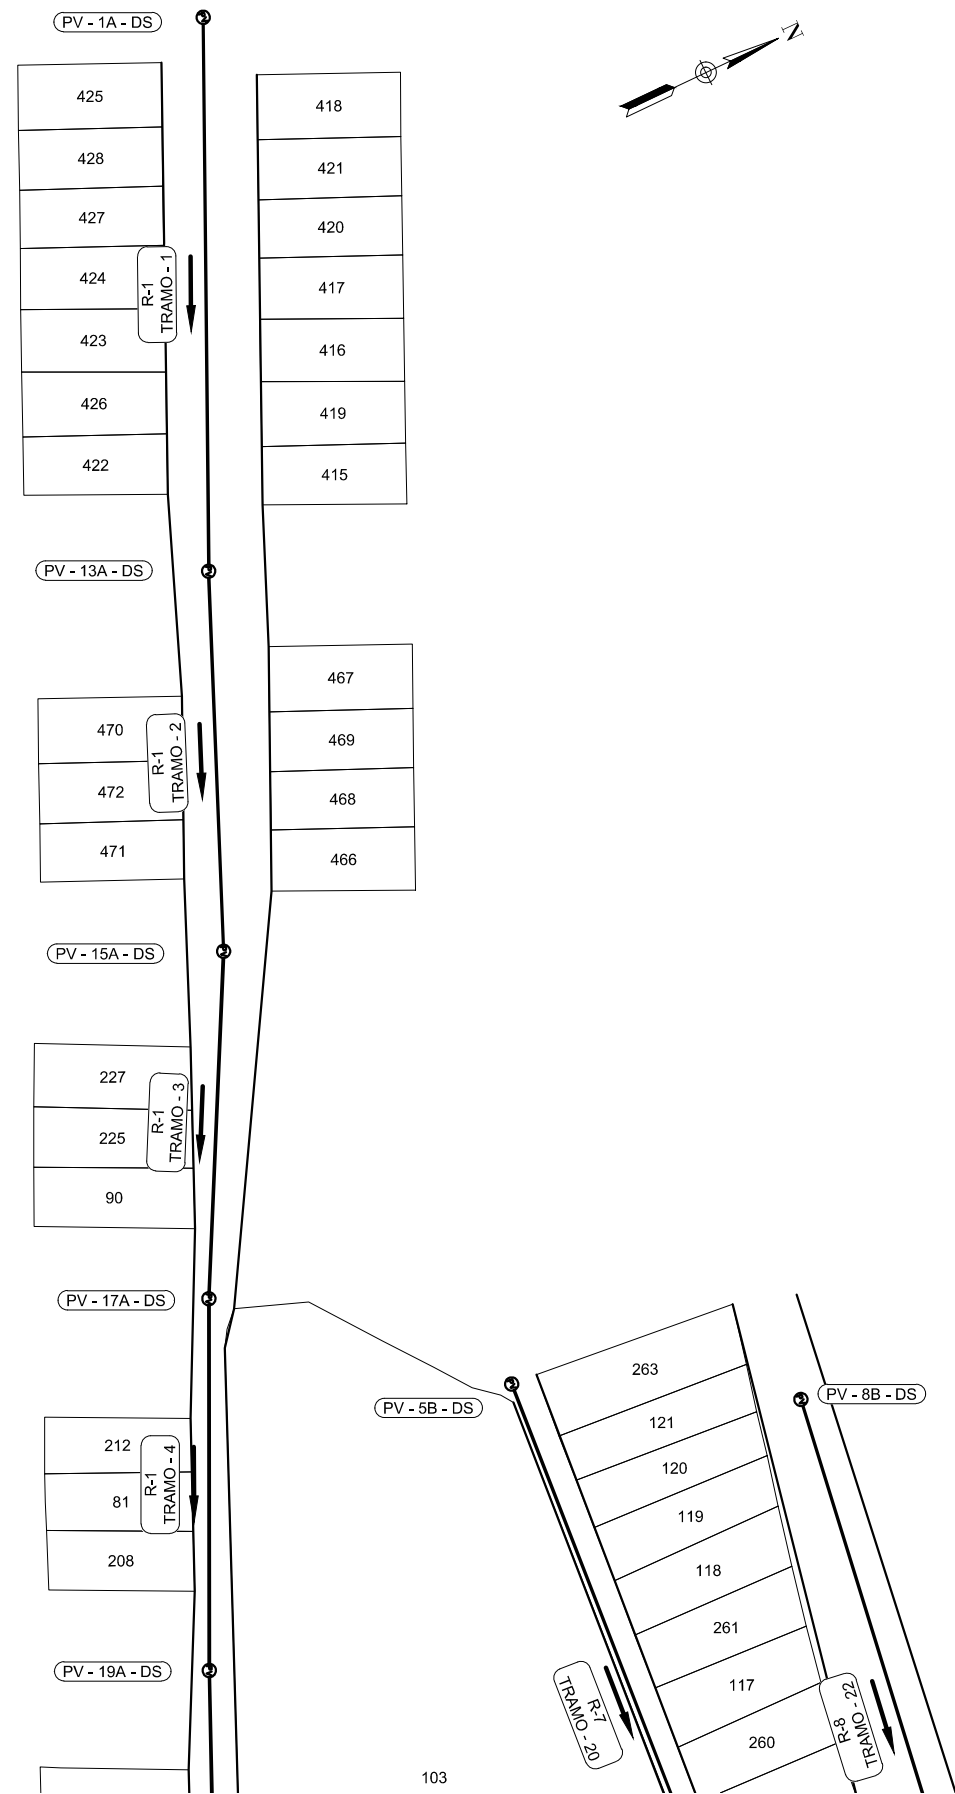 PV - 1A - DS
N
425
418
428
421
427
420
424
417
R-1
TRAMO - 1
423
416
426
419
422
415
PV - 13A - DS
467
470
469
R-1
TRAMO - 2
472
468
471
466
PV - 15A - DS
227
R-1
TRAMO - 3
225
90
PV - 17A - DS
263
PV - 5B - DS
PV - 8B - DS
121
212
120
R-1
TRAMO - 4
81
119
208
118
261
PV - 19A - DS
117
R-7
TRAMO - 20
R-8
TRAMO - 22
260
103